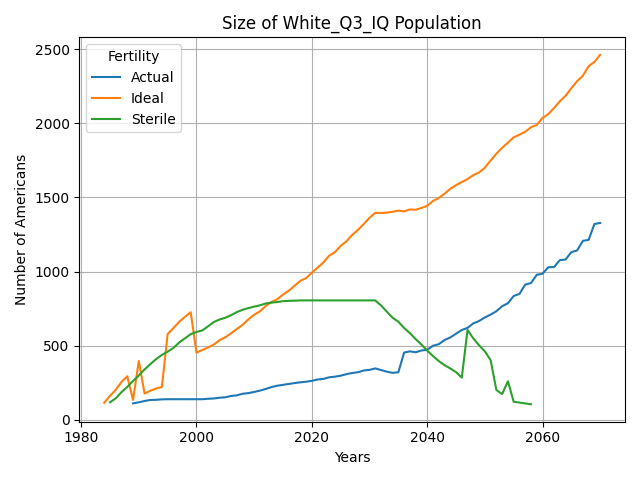 Size of White_Q3_IQ Population
Fertility
Actual
Ideal
Sterile
Number of Americans
2500
2000
1500
1000
500
0
1980
2000
2020
2040
2060
Years